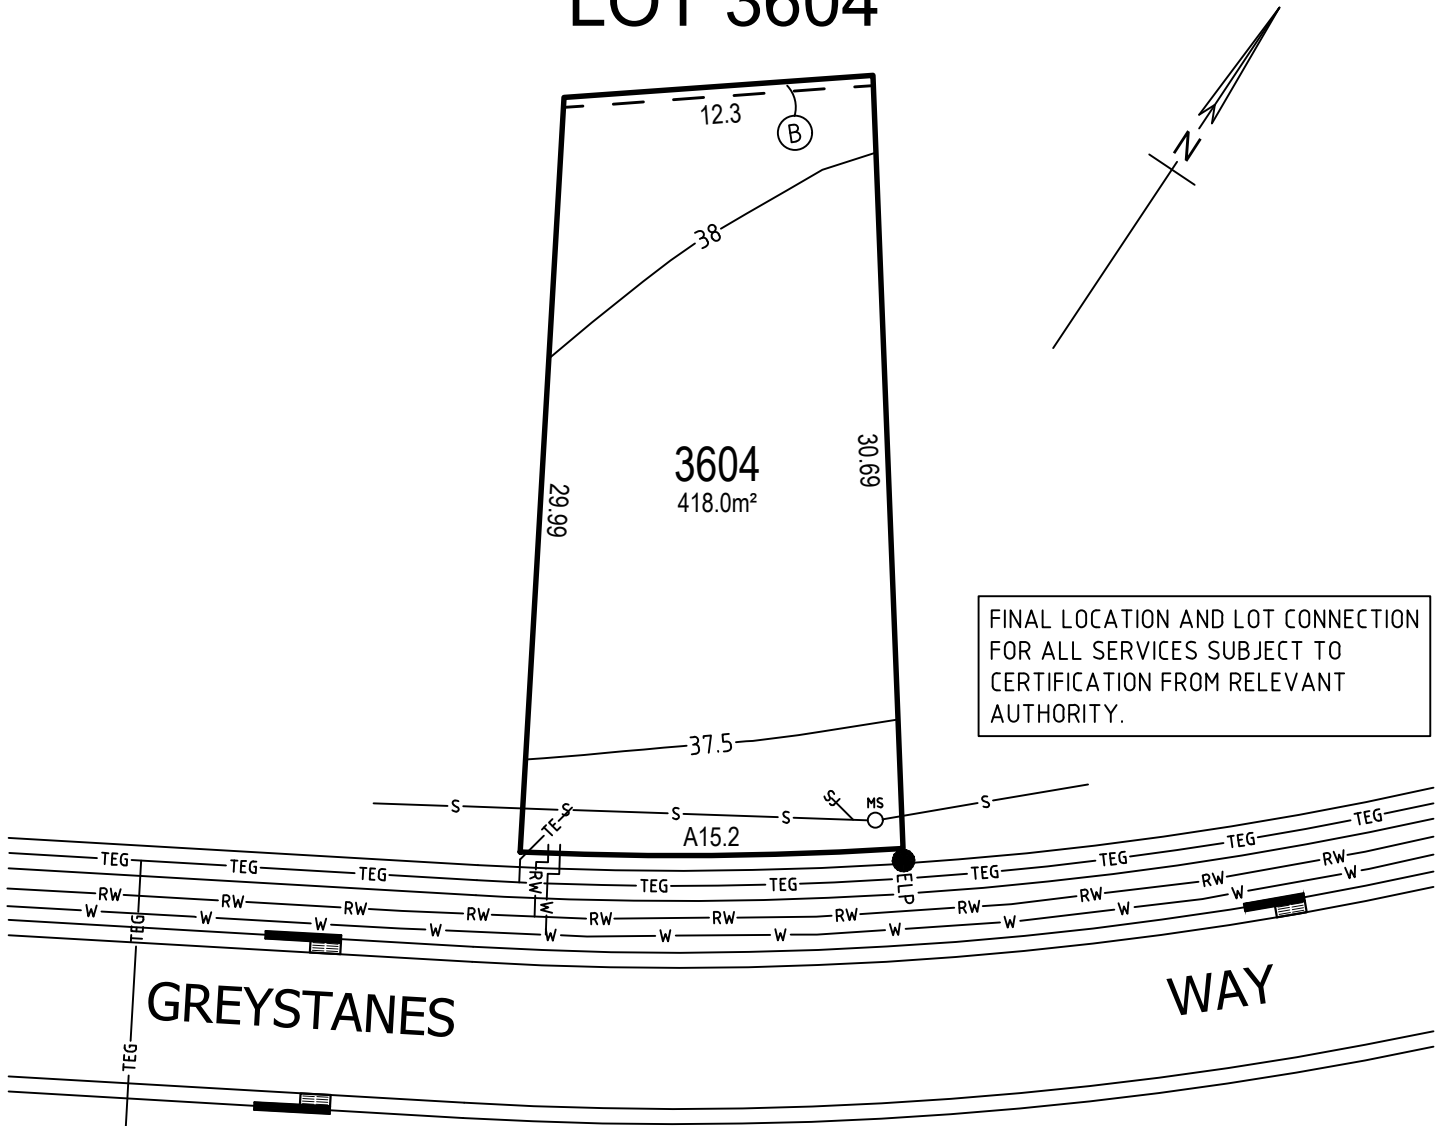 LOT 3604
12.3
B
N
38
3604
418.0m²
30.69
29.99
FINAL LOCATION AND LOT CONNECTION
FOR ALL SERVICES SUBJECT TO
CERTIFICATION FROM RELEVANT
AUTHORITY.
37.5
S S S S S MS S
TE
A15.2
TEG TEG TEG TEG TEG TEG TEG TEG TEG
ELP
RW RW RW RW RW RW RW RW RW RW RW
RW
W W W W W W W W W W W W
W
TEG
GREYSTANES WAY
TEG